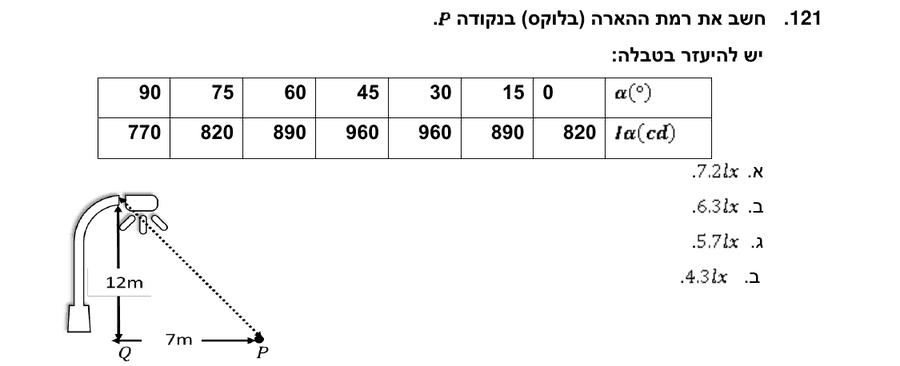 121. חשב את רמת ההארה (בלוקס) בנקודה P.
יש להיעזר בטבלה:
α(°) 0 15 30 45 60 75 90
Iα(cd) 820 890 960 960 890 820 770
א. 7.2lx.
ב. 6.3lx.
ג. 5.7lx.
ב. 4.3lx.
12m
7m
Q P